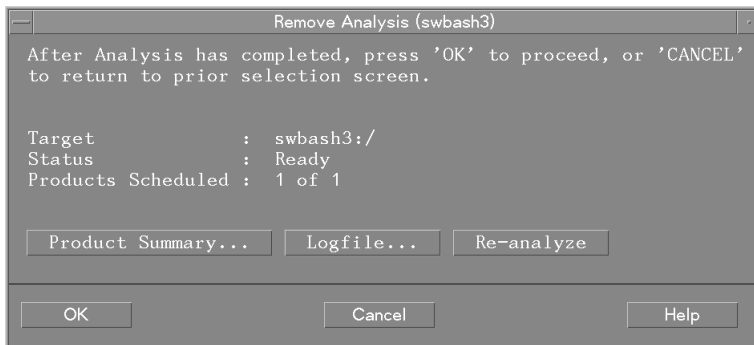 Remove Analysis (swbash3)
After Analysis has completed, press 'OK' to proceed, or 'CANCEL'
to return to prior selection screen.
Target : swbash3:/
Status : Ready
Products Scheduled : 1 of 1
Product Summary... Logfile... Re-analyze
OK Cancel Help